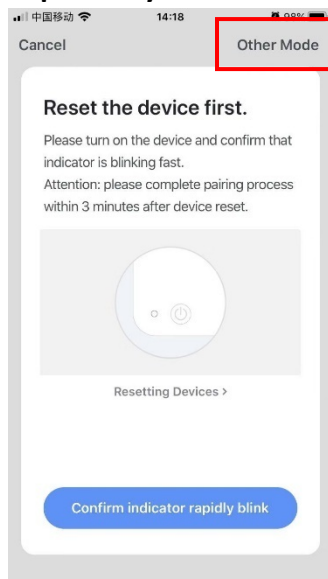 中国移动 14:18 98%
Cancel Other Mode
Reset the device first.
Please turn on the device and confirm that
indicator is blinking fast.
Attention: please complete pairing process
within 3 minutes after device reset.
Resetting Devices >
Confirm indicator rapidly blink